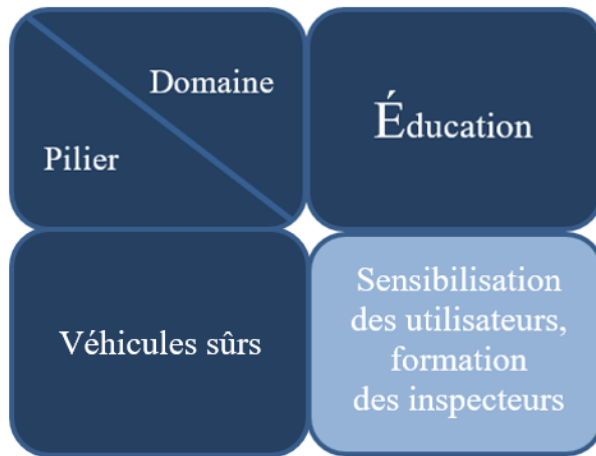 Domaine
Pilier
Éducation
Véhicules sûrs
Sensibilisation
des utilisateurs,
formation
des inspecteurs